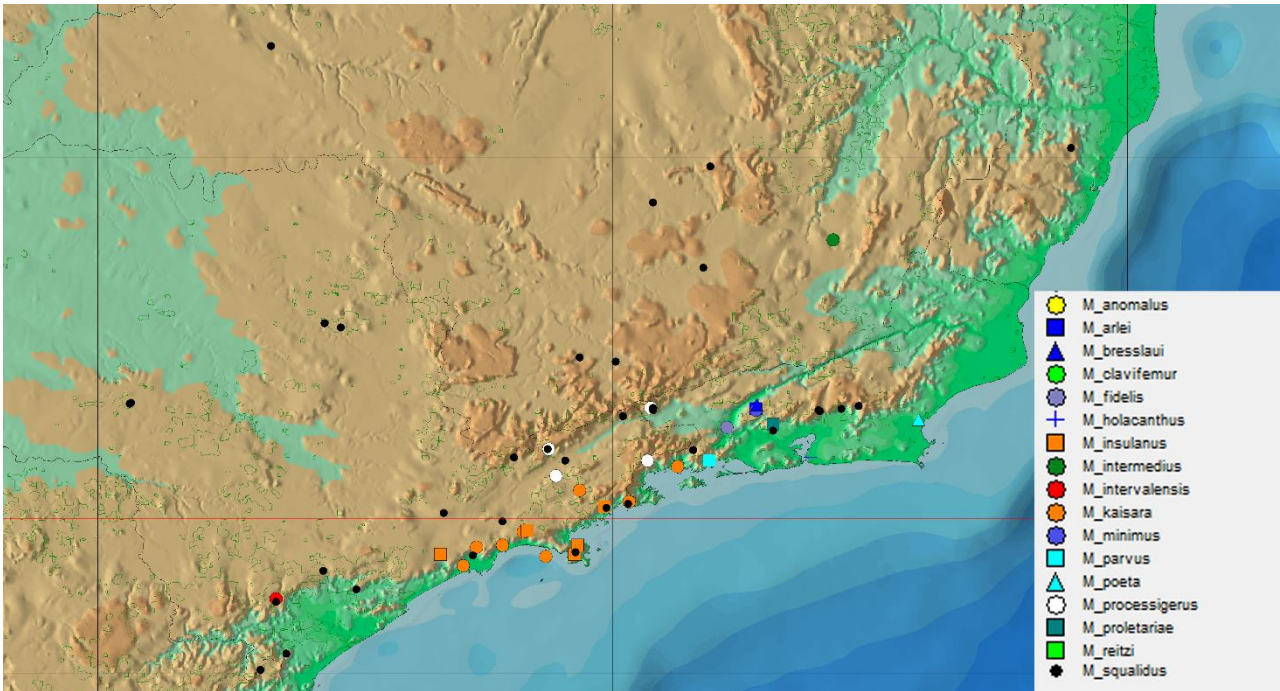 M_anomalus
M_arlei
M_bresslaui
M_clavifemur
M_fidelis
M_holacanthus
M_insulanus
M_intermedius
M_intervalensis
M_kaisara
M_minimus
M_parvus
M_poeta
M_processigerus
M_proletariae
M_reitzi
M_squalidus